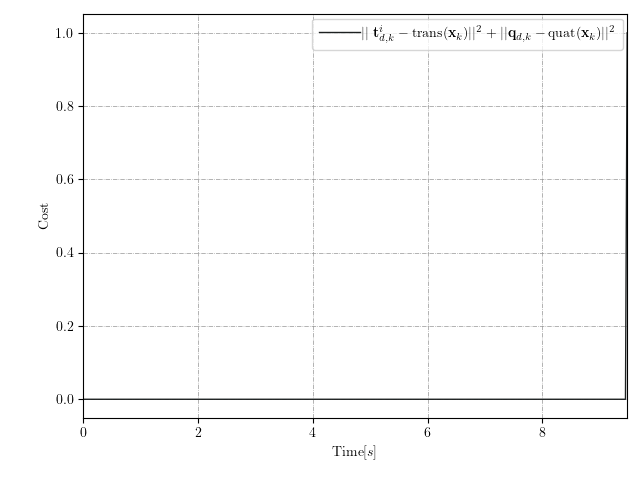 || t^i_{d,k} − trans(x_k)||² + ||q_{d,k} − quat(x_k)||²
1.0
0.8
0.6
0.4
0.2
0.0
Cost
0 2 4 6 8
Time[s]